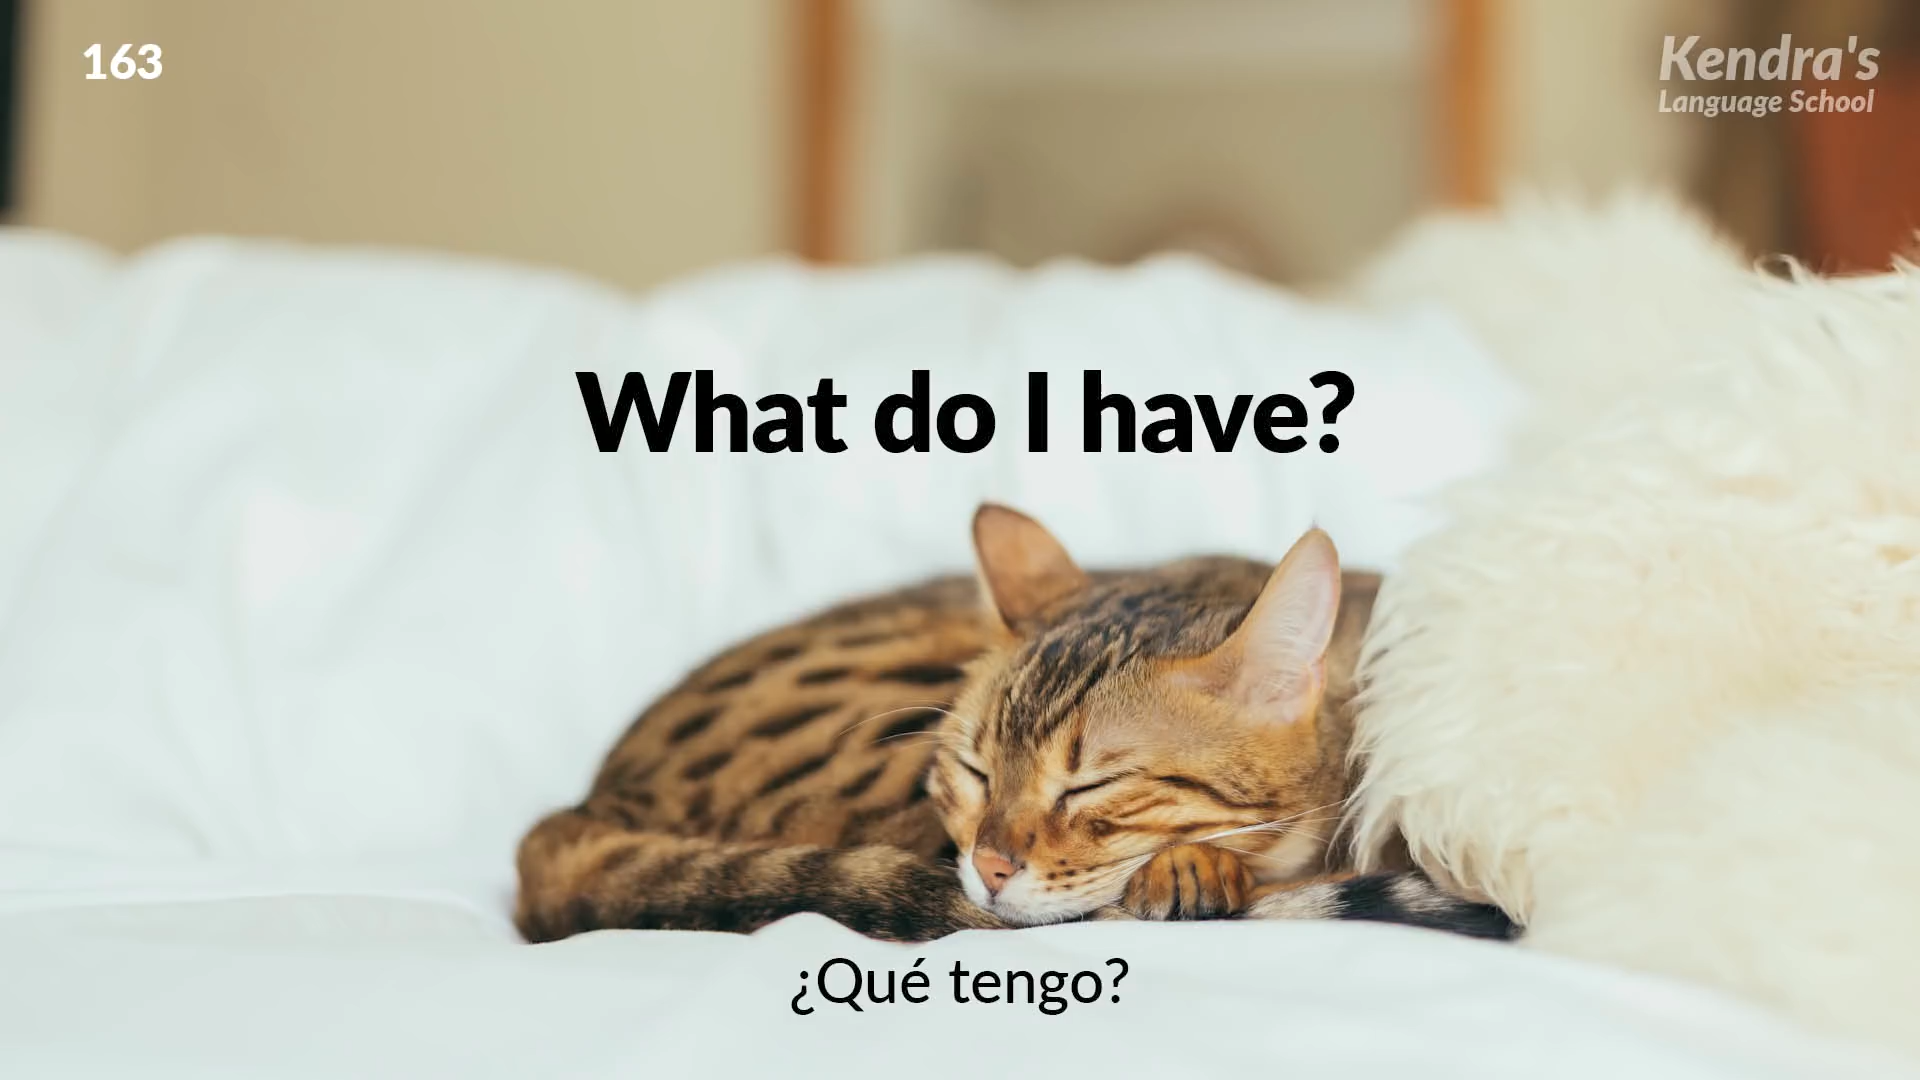 163
Kendra's
Language School
What do I have?
¿Qué tengo?